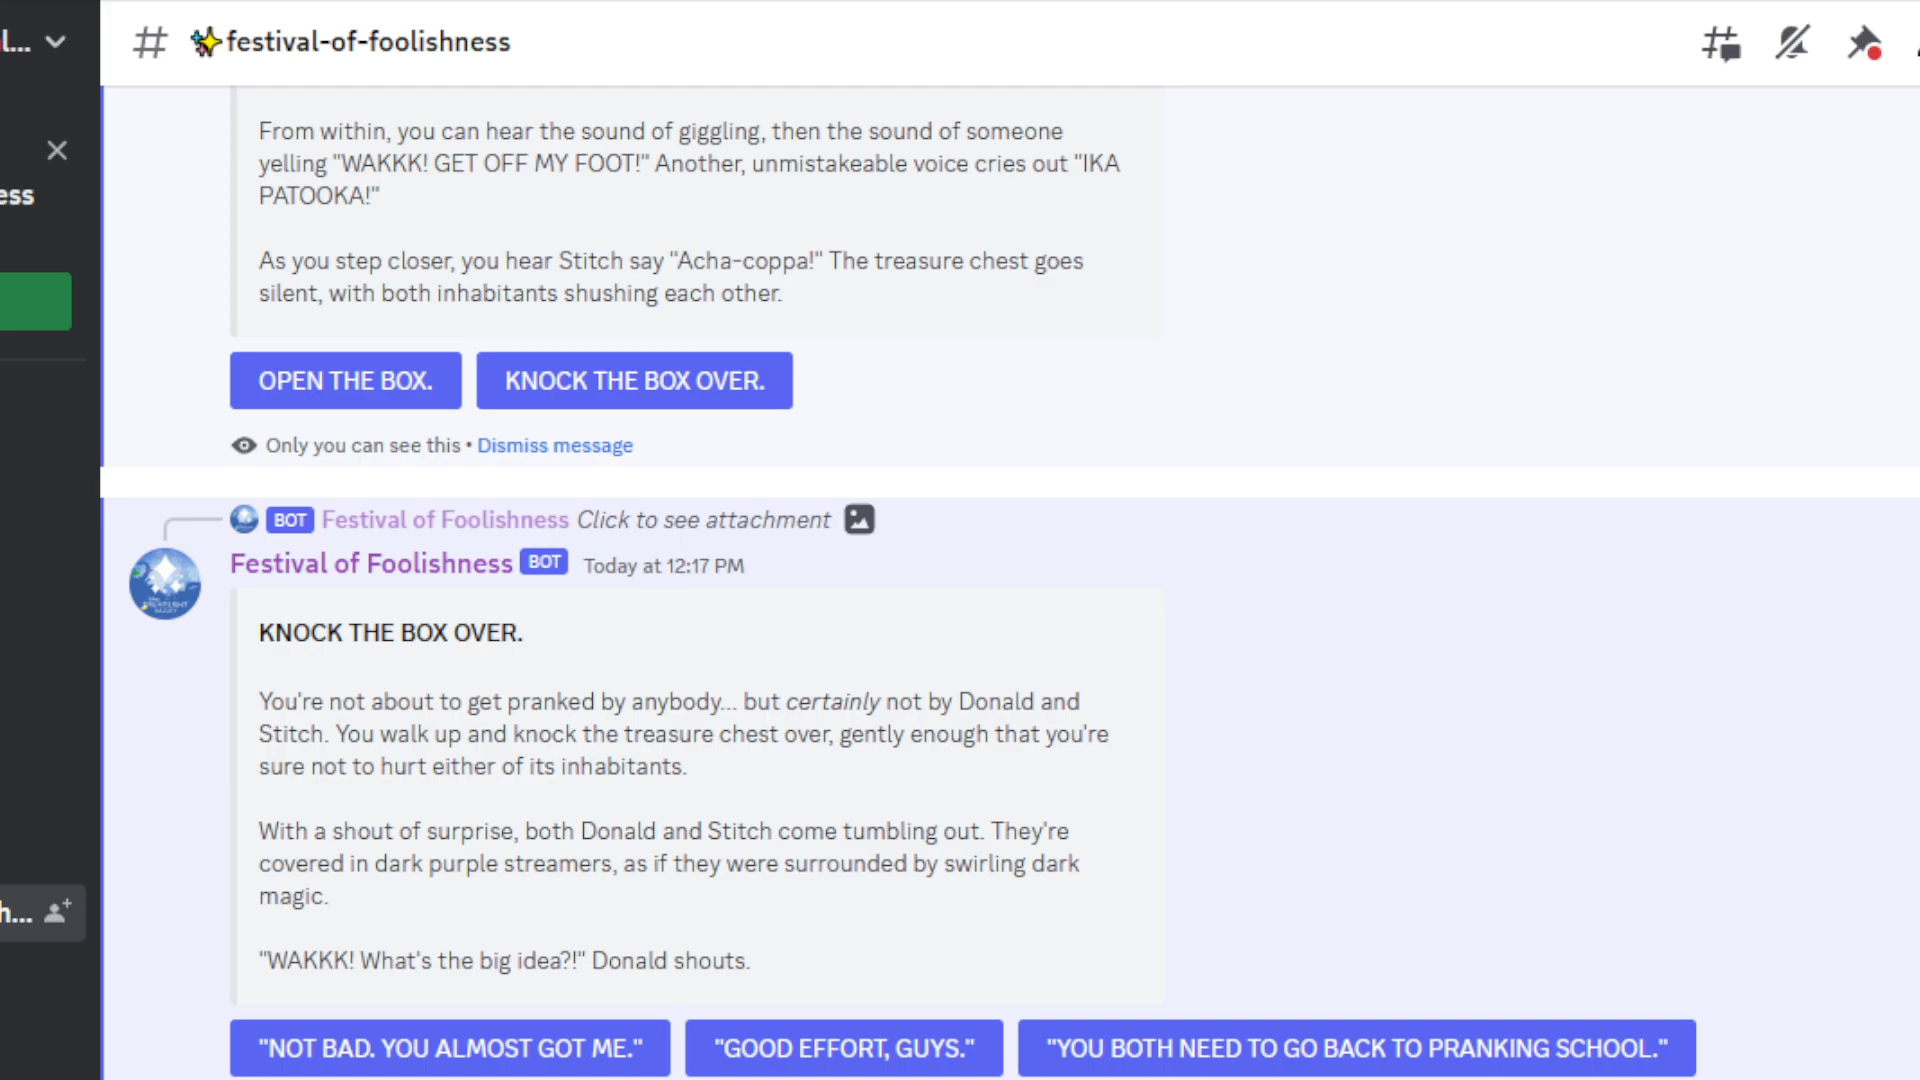 l...
# festival-of-foolishness
ess
From within, you can hear the sound of giggling, then the sound of someone
yelling "WAKKK! GET OFF MY FOOT!" Another, unmistakeable voice cries out "IKA
PATOOKA!"
As you step closer, you hear Stitch say "Acha-coppa!" The treasure chest goes
silent, with both inhabitants shushing each other.
OPEN THE BOX. KNOCK THE BOX OVER.
Only you can see this • Dismiss message
BOT Festival of Foolishness Click to see attachment
Festival of Foolishness BOT Today at 12:17 PM
KNOCK THE BOX OVER.
You're not about to get pranked by anybody... but certainly not by Donald and
Stitch. You walk up and knock the treasure chest over, gently enough that you're
sure not to hurt either of its inhabitants.
With a shout of surprise, both Donald and Stitch come tumbling out. They're
covered in dark purple streamers, as if they were surrounded by swirling dark
magic.
h...
"WAKKK! What's the big idea?!" Donald shouts.
"NOT BAD. YOU ALMOST GOT ME." "GOOD EFFORT, GUYS." "YOU BOTH NEED TO GO BACK TO PRANKING SCHOOL."